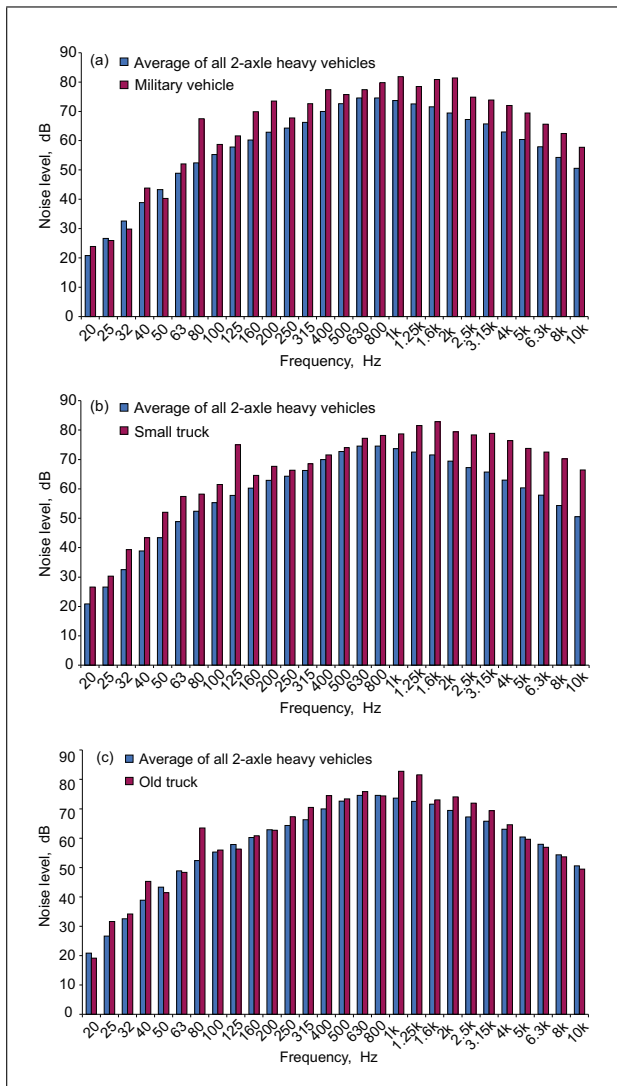 (a)
Average of all 2-axle heavy vehicles
Military vehicle
Noise level, dB
90
80
70
60
50
40
30
20
10
0
20 25 32 40 50 63 80 100 125 160 200 250 315 400 500 630 800 1k 1.25k 1.6k 2k 2.5k 3.15k 4k 5k 6.3k 8k 10k
Frequency, Hz
(b)
Average of all 2-axle heavy vehicles
Small truck
Noise level, dB
90
80
70
60
50
40
30
20
10
0
20 25 32 40 50 63 80 100 125 160 200 250 315 400 500 630 800 1k 1.25k 1.6k 2k 2.5k 3.15k 4k 5k 6.3k 8k 10k
Frequency, Hz
(c)
Average of all 2-axle heavy vehicles
Old truck
Noise level, dB
90
80
70
60
50
40
30
20
10
0
20 25 32 40 50 63 80 100 125 160 200 250 315 400 500 630 800 1k 1.25k 1.6k 2k 2.5k 3.15k 4k 5k 6.3k 8k 10k
Frequency, Hz